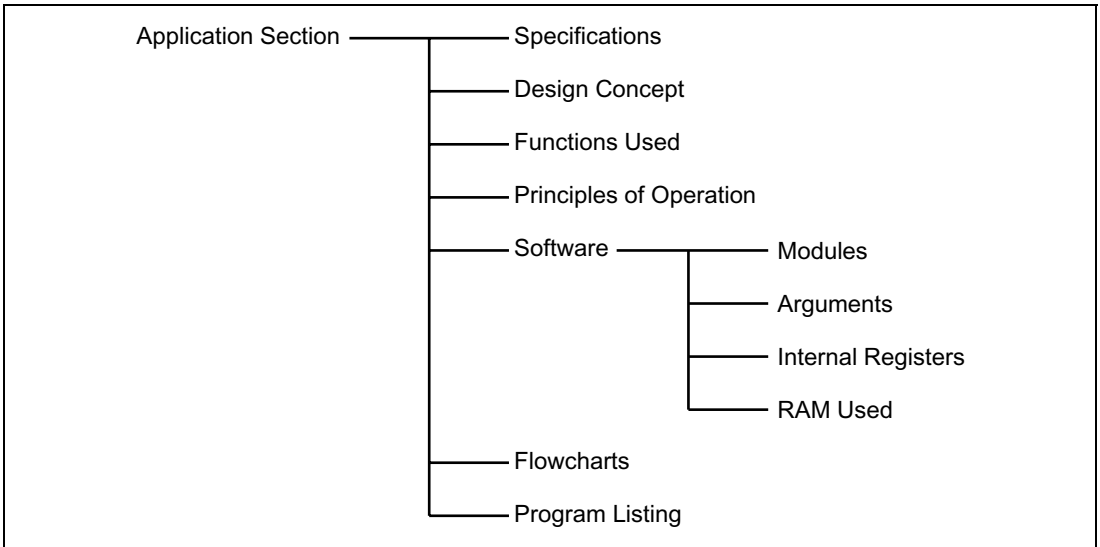 Application Section
Specifications
Design Concept
Functions Used
Principles of Operation
Software
Modules
Arguments
Internal Registers
RAM Used
Flowcharts
Program Listing